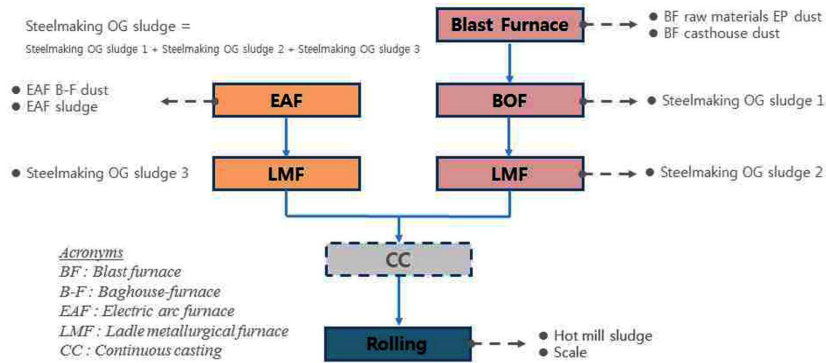 Steelmaking OG sludge =
Steelmaking OG sludge 1 + Steelmaking OG sludge 2 + Steelmaking OG sludge 3
Blast Furnace
● BF raw materials EP dust
● BF casthouse dust
● EAF B-F dust
● EAF sludge
EAF
BOF
● Steelmaking OG sludge 1
● Steelmaking OG sludge 3
LMF
LMF
● Steelmaking OG sludge 2
CC
Acronyms
BF : Blast furnace
B-F : Baghouse-furnace
EAF : Electric arc furnace
LMF : Ladle metallurgical furnace
CC : Continuous casting
Rolling
● Hot mill sludge
● Scale